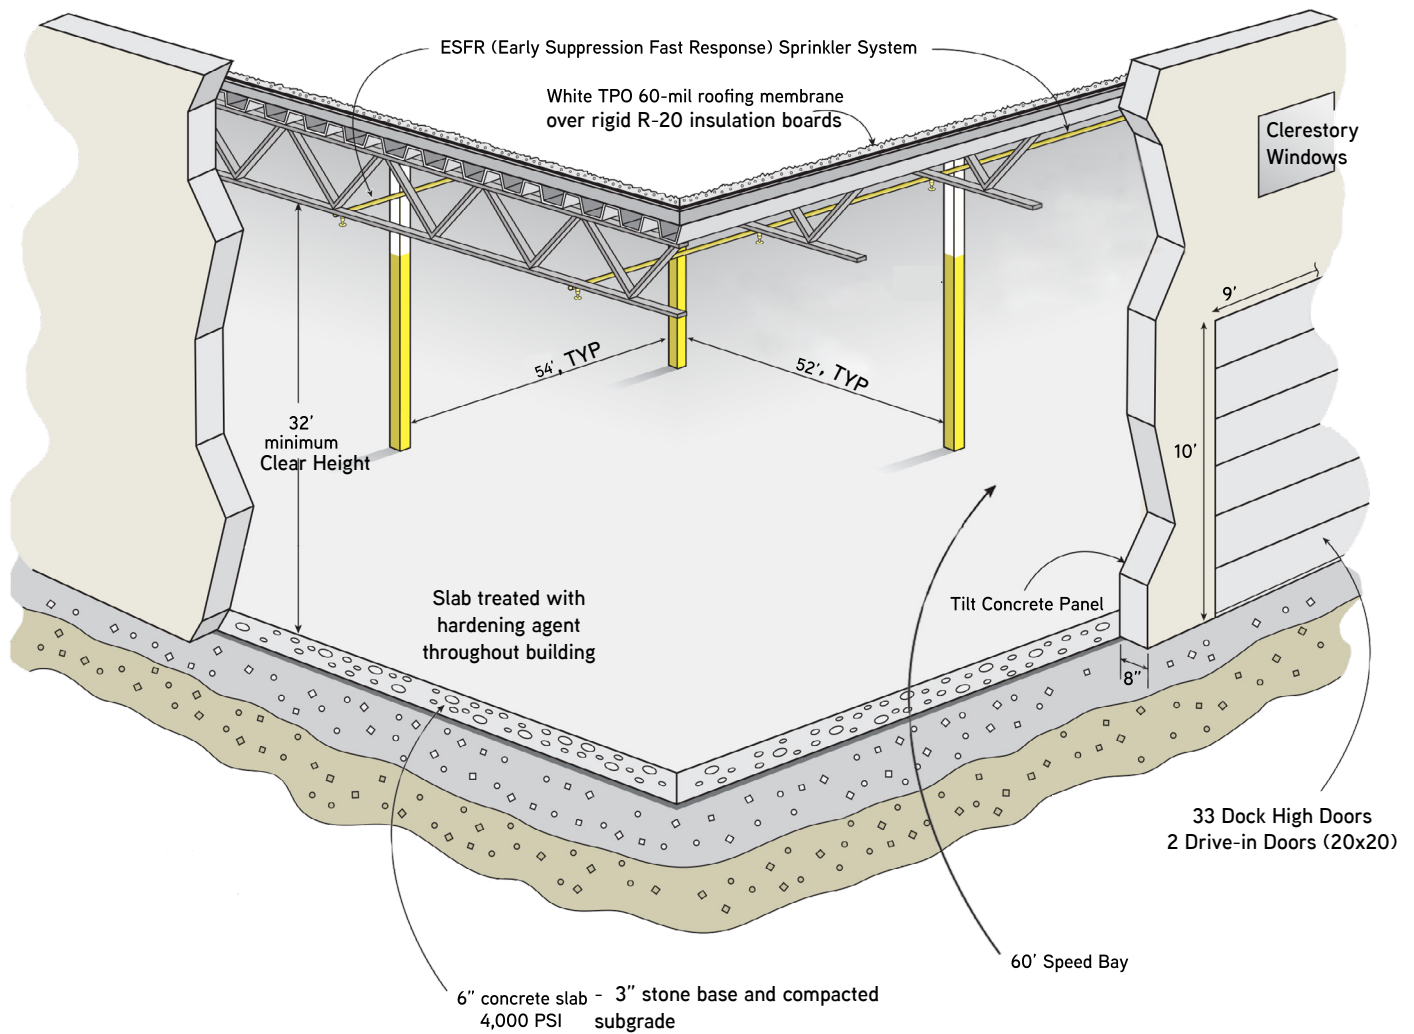 ESFR (Early Suppression Fast Response) Sprinkler System
White TPO 60-mil roofing membrane
over rigid R-20 insulation boards
Clerestory
Windows
9’
54’, TYP
52’, TYP
32’
minimum
Clear Height
10’
Slab treated with
hardening agent
throughout building
Tilt Concrete Panel
8”
33 Dock High Doors
2 Drive-in Doors (20x20)
60’ Speed Bay
6” concrete slab - 3” stone base and compacted
4,000 PSI subgrade